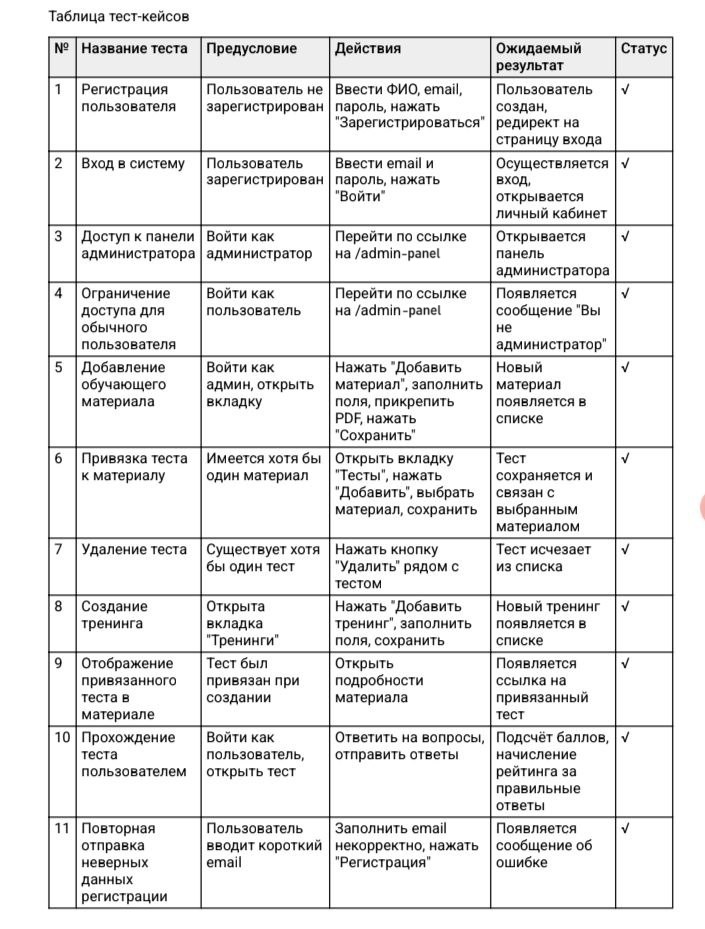 Таблица тест-кейсов
№ Название теста Предусловие Действия Ожидаемый результат Статус
1 Регистрация пользователя Пользователь не зарегистрирован Ввести ФИО, email, пароль, нажать "Зарегистрироваться" Пользователь создан, редирект на страницу входа √
2 Вход в систему Пользователь зарегистрирован Ввести email и пароль, нажать "Войти" Осуществляется вход, открывается личный кабинет √
3 Доступ к панели администратора Войти как администратор Перейти по ссылке на /admin-panel Открывается панель администратора √
4 Ограничение доступа для обычного пользователя Войти как пользователь Перейти по ссылке на /admin-panel Появляется сообщение "Вы не администратор" √
5 Добавление обучающего материала Войти как админ, открыть вкладку Нажать "Добавить материал", заполнить поля, прикрепить PDF, нажать "Сохранить" Новый материал появляется в списке √
6 Привязка теста к материалу Имеется хотя бы один материал Открыть вкладку "Тесты", нажать "Добавить", выбрать материал, сохранить Тест сохраняется и связан с выбранным материалом √
7 Удаление теста Существует хотя бы один тест Нажать кнопку "Удалить" рядом с тестом Тест исчезает из списка √
8 Создание тренинга Открыта вкладка "Тренинги" Нажать "Добавить тренинг", заполнить поля, сохранить Новый тренинг появляется в списке √
9 Отображение привязанного теста в материале Тест был привязан при создании Открыть подробности материала Появляется ссылка на привязанный тест √
10 Прохождение теста пользователем Войти как пользователь, открыть тест Ответить на вопросы, отправить ответы Подсчёт баллов, начисление рейтинга за правильные ответы √
11 Повторная отправка неверных данных регистрации Пользователь вводит короткий email Заполнить email некорректно, нажать "Регистрация" Появляется сообщение об ошибке √